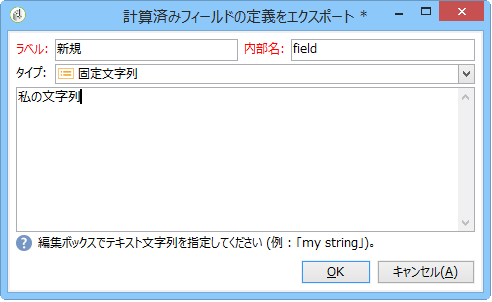 計算済みフィールドの定義をエクスポート *
ラベル: 新規 内部名: field
タイプ: 固定文字列
私の文字列
? 編集ボックスでテキスト文字列を指定してください (例 : 「my string」)。
OK キャンセル(A)